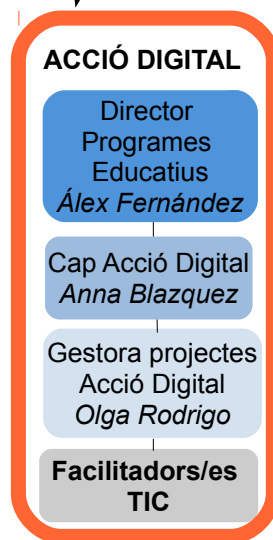 ACCIÓ DIGITAL
Director
Programes
Educatius
Álex Fernández
Cap Acció Digital
Anna Blazquez
Gestora projectes
Acció Digital
Olga Rodrigo
Facilitadors/es
TIC